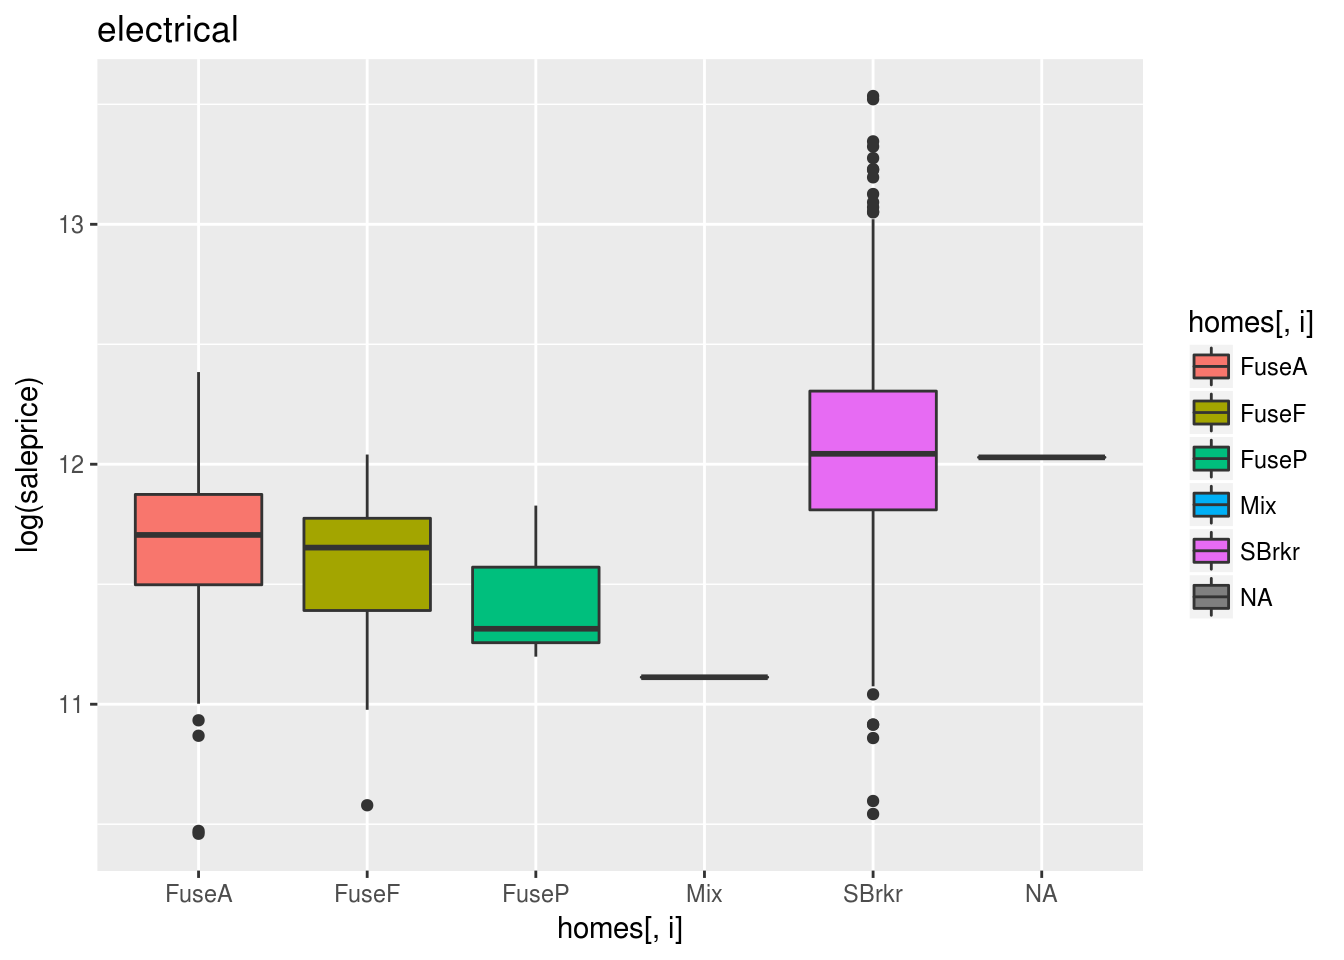 electrical
log(saleprice)
13
12
11
FuseA
FuseF
FuseP
Mix
SBrkr
NA
homes[, i]
homes[, i]
FuseA
FuseF
FuseP
Mix
SBrkr
NA